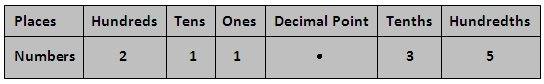 Places Hundreds Tens Ones Decimal Point Tenths Hundredths
Numbers 2 1 1 • 3 5